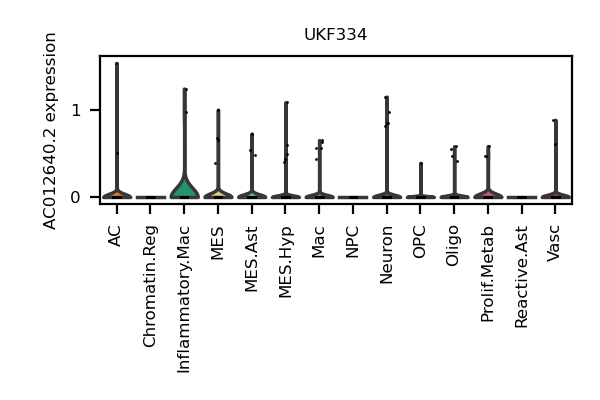 UKF334
AC012640.2 expression
1
0
AC
Chromatin.Reg
Inflammatory.Mac
MES
MES.Ast
MES.Hyp
Mac
NPC
Neuron
OPC
Oligo
Prolif.Metab
Reactive.Ast
Vasc